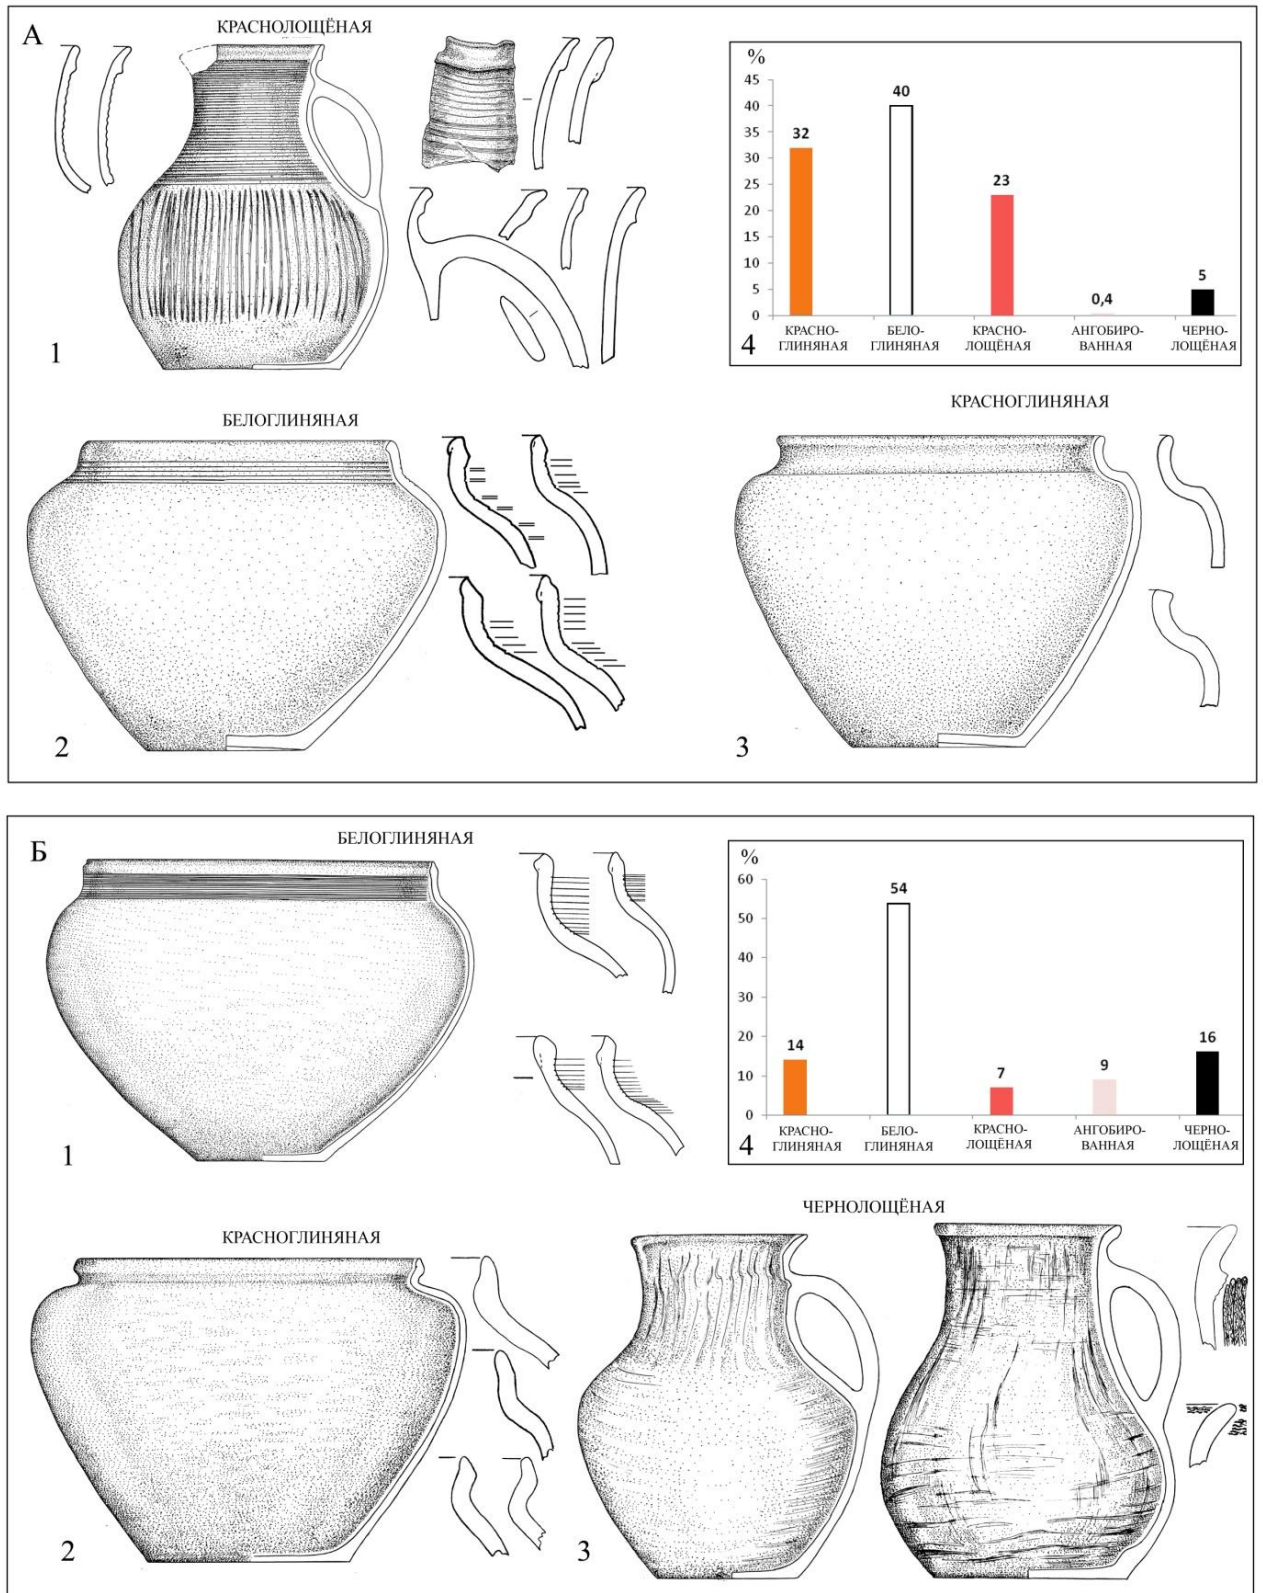 А
КРАСНОЛОЩЁНАЯ
1
%
45
40
35
30
25
20
15
10
5
0
32
40
23
0,4
5
КРАСНО-
ГЛИНЯНАЯ
БЕЛО-
ГЛИНЯНАЯ
КРАСНО-
ЛОЩЁНАЯ
АНГОБИРО-
ВАННАЯ
ЧЕРНО-
ЛОЩЁНАЯ
4
БЕЛОГЛИНЯНАЯ
2
КРАСНОГЛИНЯНАЯ
3
Б
БЕЛОГЛИНЯНАЯ
1
%
60
50
40
30
20
10
0
14
54
7
9
16
КРАСНО-
ГЛИНЯНАЯ
БЕЛО-
ГЛИНЯНАЯ
КРАСНО-
ЛОЩЁНАЯ
АНГОБИРО-
ВАННАЯ
ЧЕРНО-
ЛОЩЁНАЯ
4
КРАСНОГЛИНЯНАЯ
2
ЧЕРНОЛОЩЁНАЯ
3